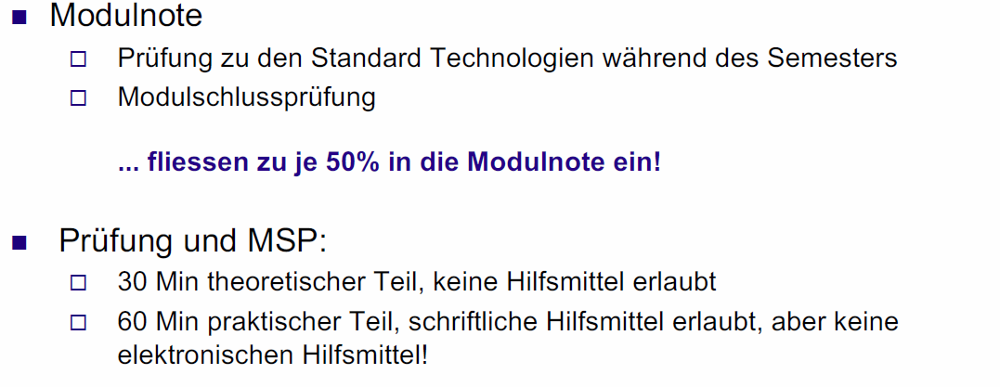 Modulnote
Prüfung zu den Standard Technologien während des Semesters
Modulschlussprüfung
... fliessen zu je 50% in die Modulnote ein!
Prüfung und MSP:
30 Min theoretischer Teil, keine Hilfsmittel erlaubt
60 Min praktischer Teil, schriftliche Hilfsmittel erlaubt, aber keine
elektronischen Hilfsmittel!